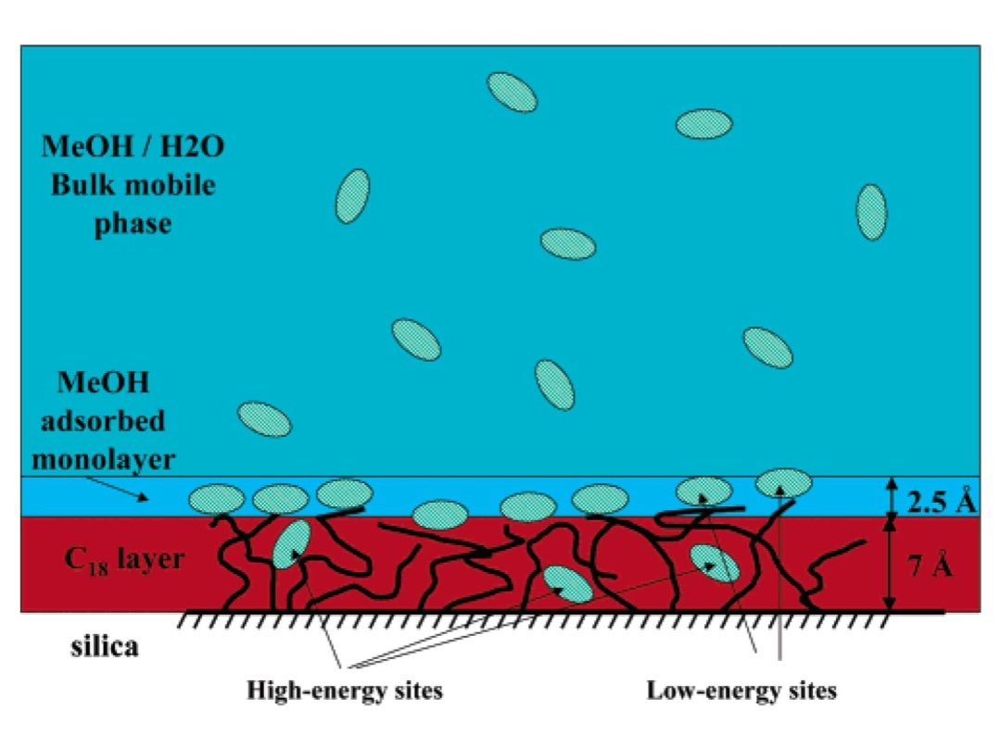 MeOH / H2O
Bulk mobile
phase
MeOH
adsorbed
monolayer
2.5 Å
C₁₈ layer
7 Å
silica
High-energy sites
Low-energy sites